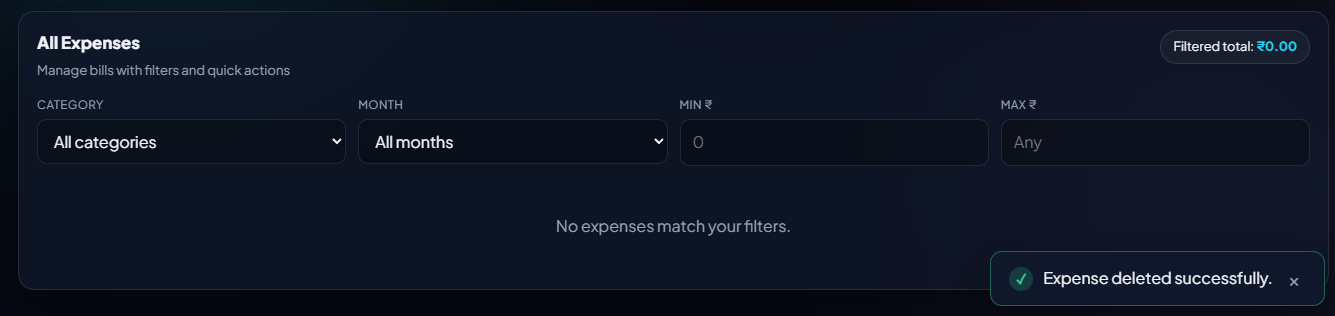 All Expenses
Filtered total: ₹0.00
Manage bills with filters and quick actions
CATEGORY
MONTH
MIN ₹
MAX ₹
All categories
All months
0
Any
No expenses match your filters.
✓ Expense deleted successfully. ×